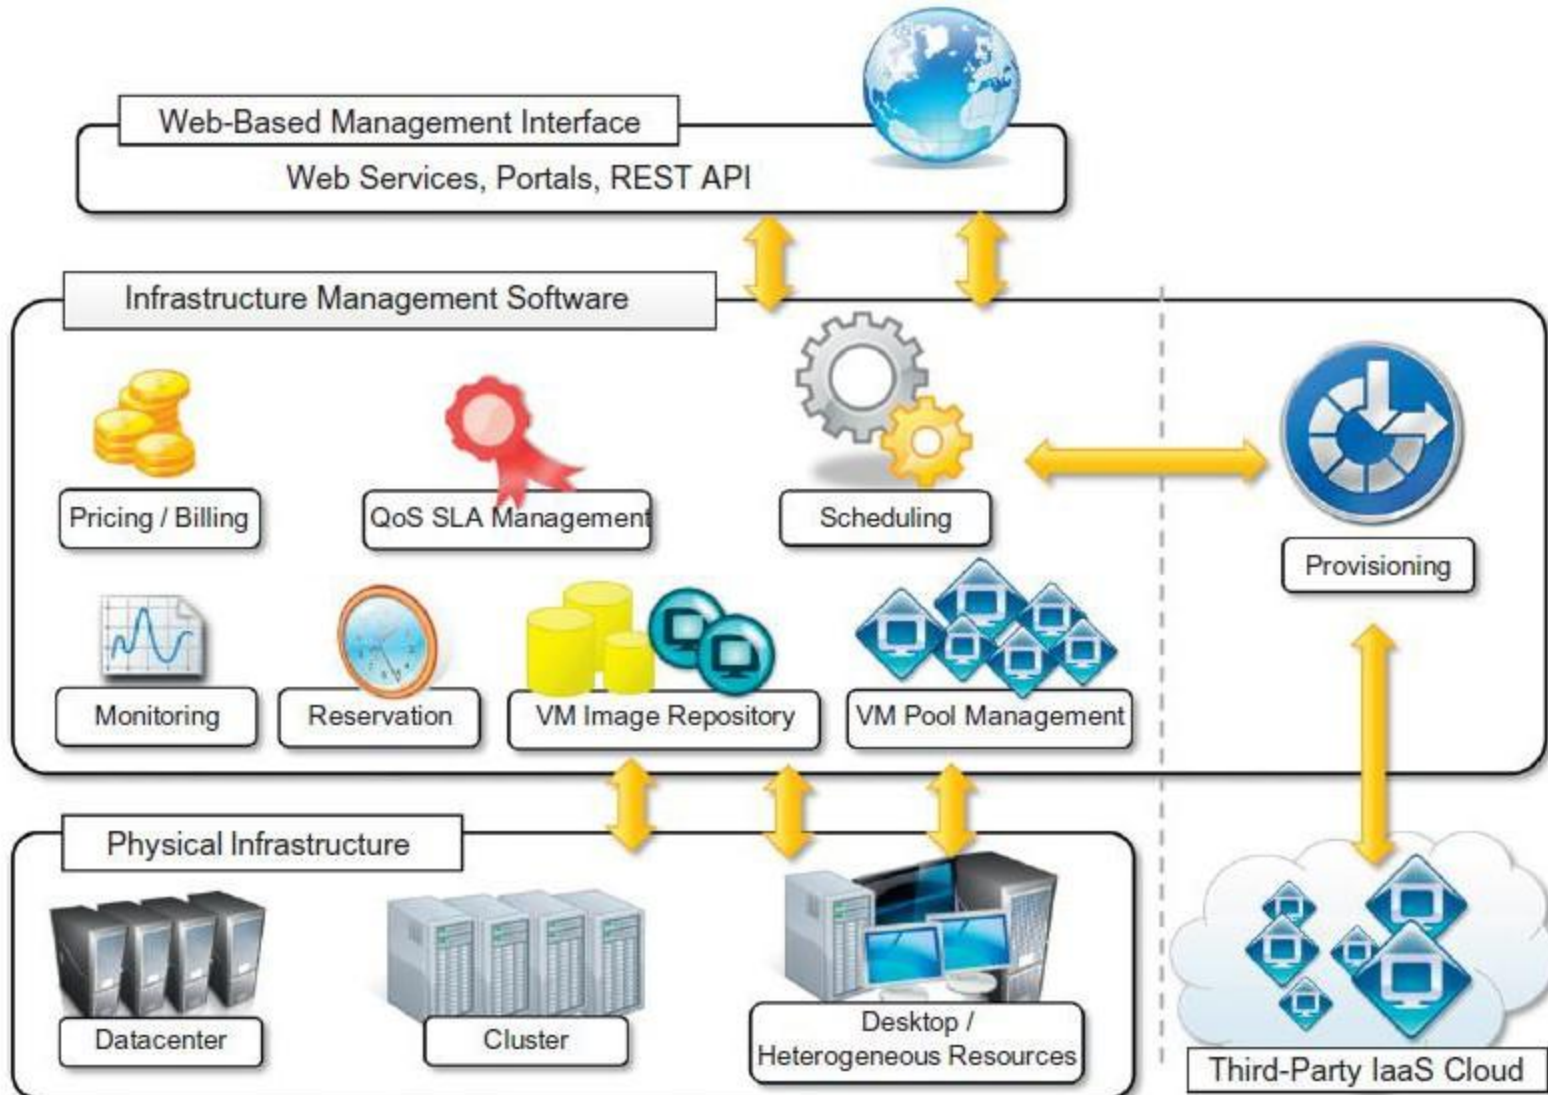 Web-Based Management Interface
Web Services, Portals, REST API
Infrastructure Management Software
Pricing / Billing
QoS SLA Management
Scheduling
Provisioning
Monitoring
Reservation
VM Image Repository
VM Pool Management
Physical Infrastructure
Datacenter
Cluster
Desktop /
Heterogeneous Resources
Third-Party IaaS Cloud